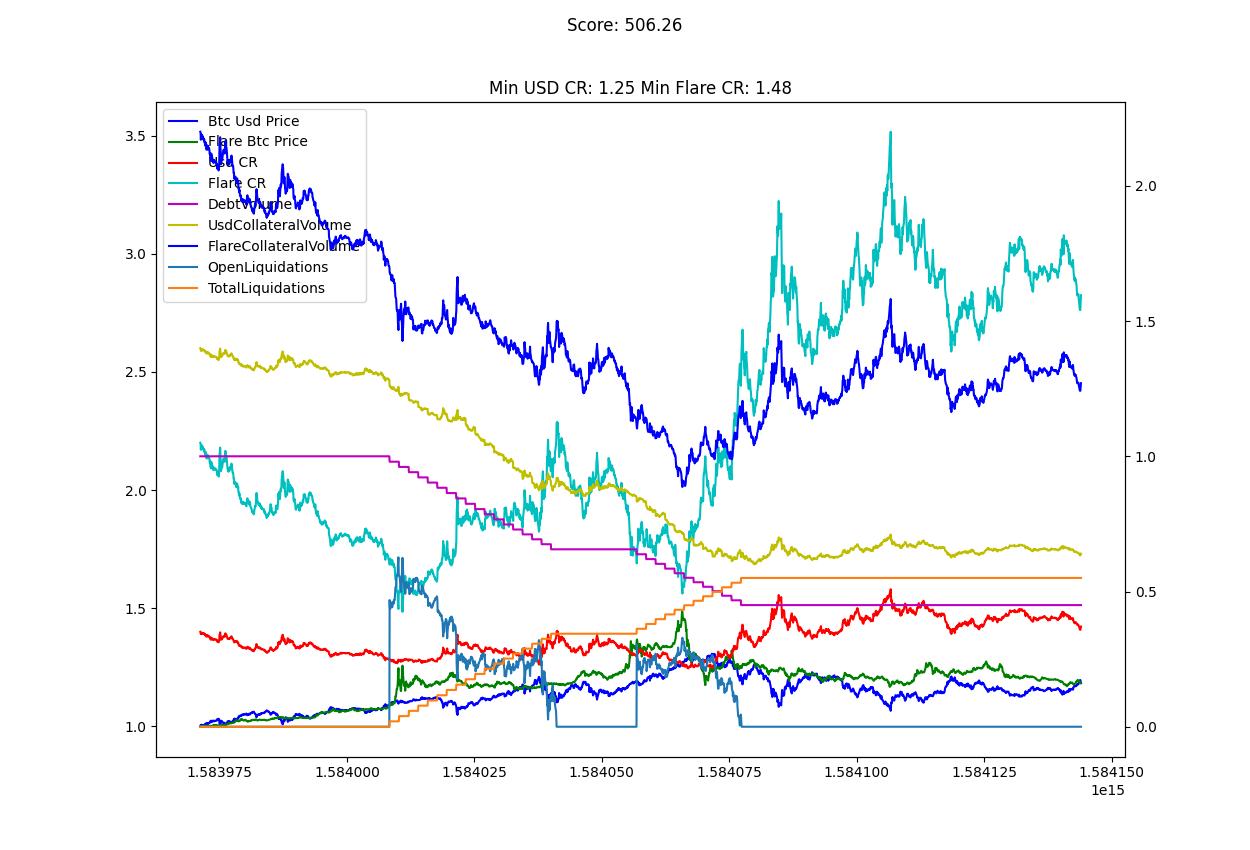 Score: 506.26
Min USD CR: 1.25 Min Flare CR: 1.48
Btc Usd Price
Flare Btc Price
Usd CR
Flare CR
DebtVolume
UsdCollateralVolume
FlareCollateralVolume
OpenLiquidations
TotalLiquidations
3.5
3.0
2.5
2.0
1.5
1.0
2.0
1.5
1.0
0.5
0.0
1.583975
1.584000
1.584025
1.584050
1.584075
1.584100
1.584125
1.584150
1e15